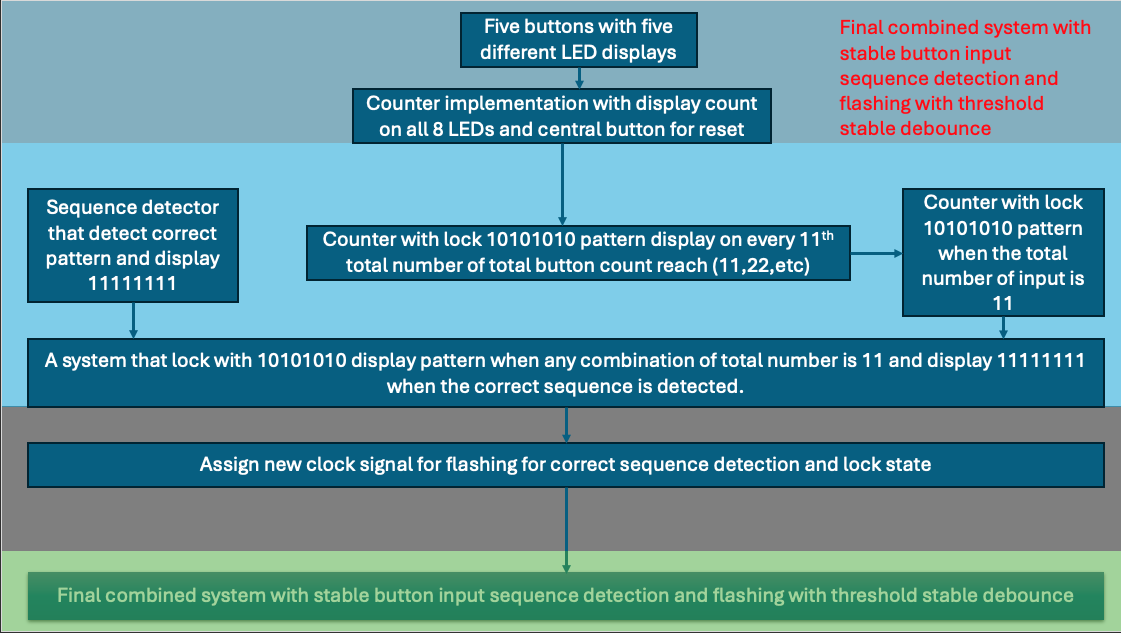 Five buttons with five
different LED displays
Final combined system with
stable button input
sequence detection and
flashing with threshold
stable debounce
Counter implementation with display count
on all 8 LEDs and central button for reset
Sequence detector
that detect correct
pattern and display
11111111
Counter with lock 10101010 pattern display on every 11th
total number of total button count reach (11,22,etc)
Counter with lock
10101010 pattern
when the total
number of input is
11
A system that lock with 10101010 display pattern when any combination of total number is 11 and display 11111111
when the correct sequence is detected.
Assign new clock signal for flashing for correct sequence detection and lock state
Final combined system with stable button input sequence detection and flashing with threshold stable debounce